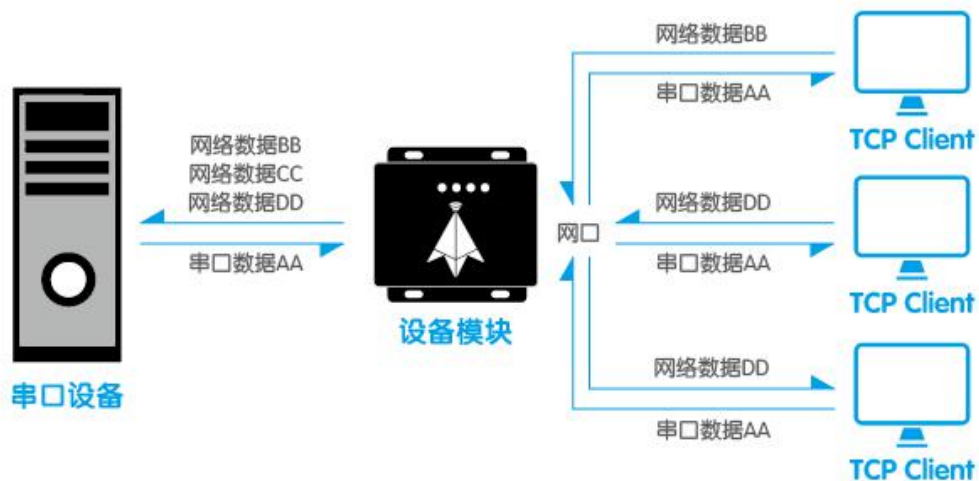 网络数据BB
串口数据AA
TCP Client
网络数据BB
网络数据CC
网络数据DD
串口数据AA
网口
网络数据DD
串口数据AA
TCP Client
设备模块
串口设备
网络数据DD
串口数据AA
TCP Client